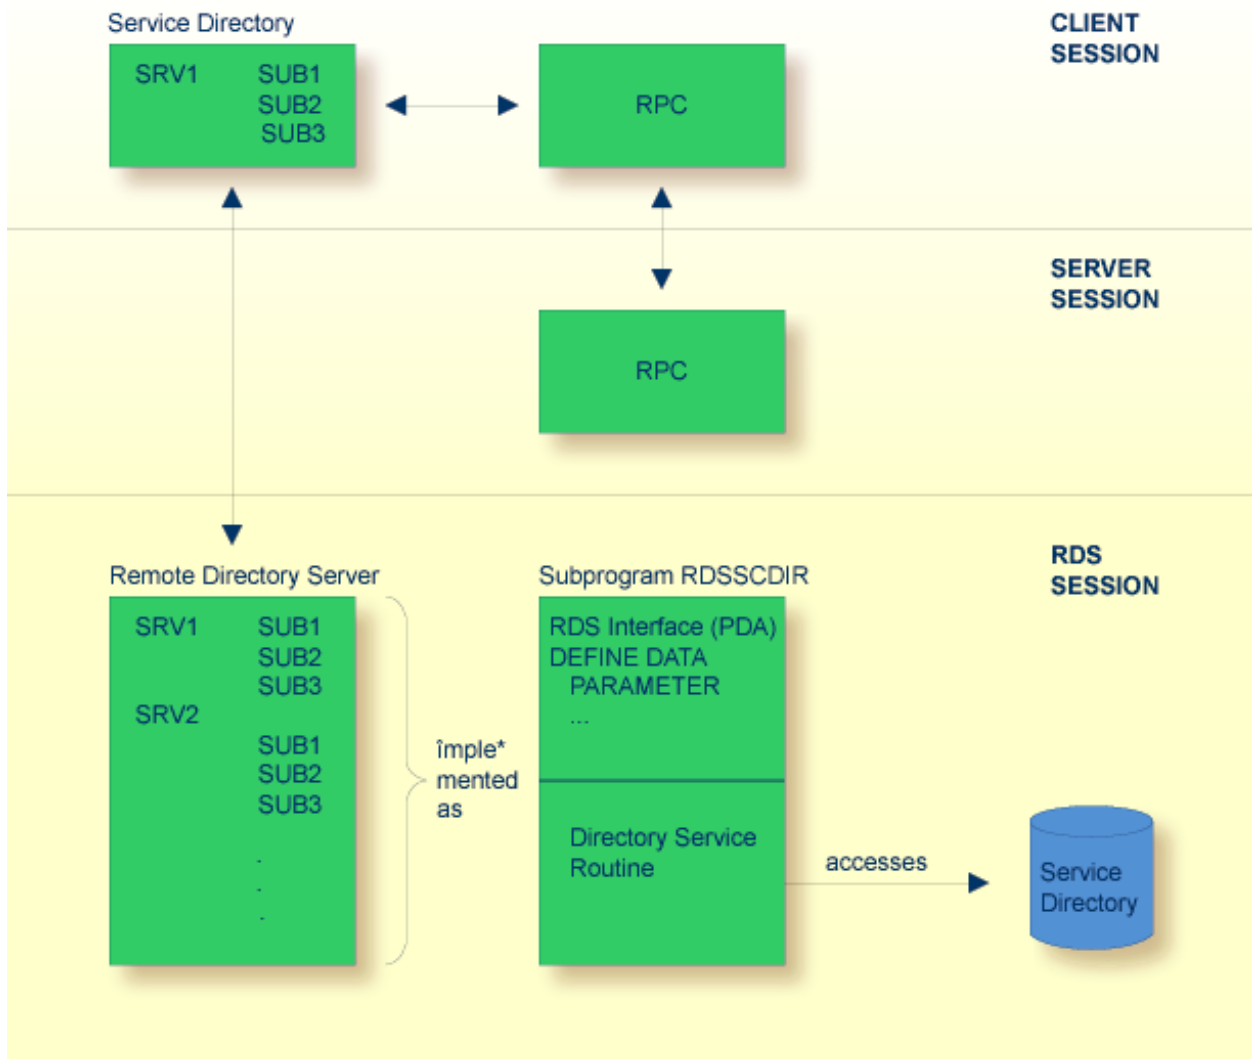 Service Directory
CLIENT
SESSION
SRV1 SUB1
SUB2
SUB3
RPC
SERVER
SESSION
RPC
RDS
SESSION
Remote Directory Server
SRV1 SUB1
SUB2
SUB3
SRV2
SUB1
SUB2
SUB3
.
.
.
împle*
mented
as
Subprogram RDSSCDIR
RDS Interface (PDA)
DEFINE DATA
PARAMETER
...
Directory Service
Routine
accesses
Service
Directory